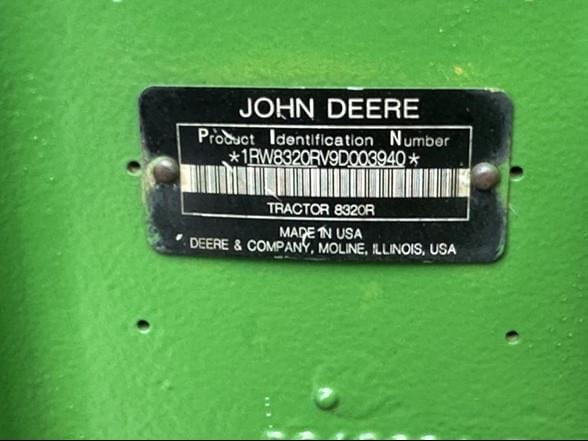 JOHN DEERE
Product Identification Number
*1RW8320RV9D003940*
TRACTOR 8320R
MADE IN USA
DEERE & COMPANY, MOLINE, ILLINOIS, USA